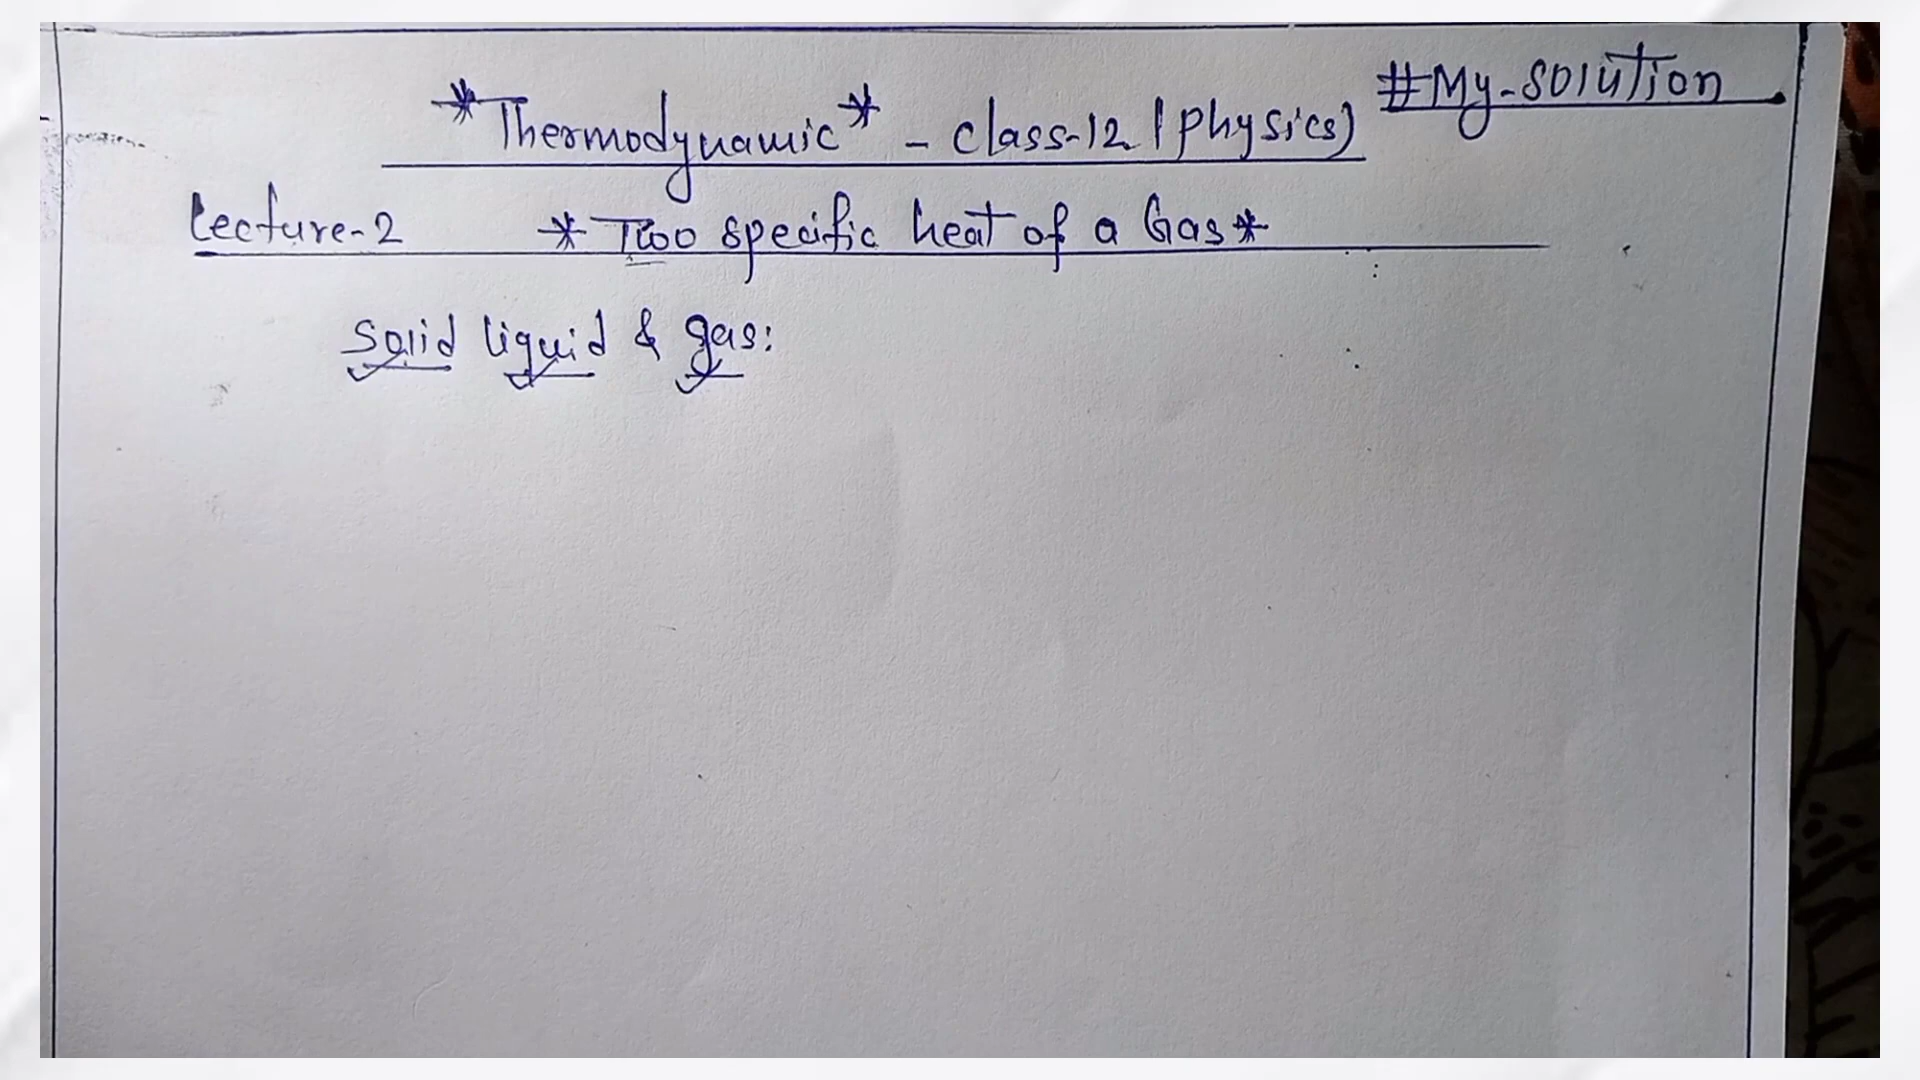 #My-solution
*Thermodynamic* - class-12 (physics)
Lecture-2 *Two specific heat of a Gas*
Solid liquid & gas: